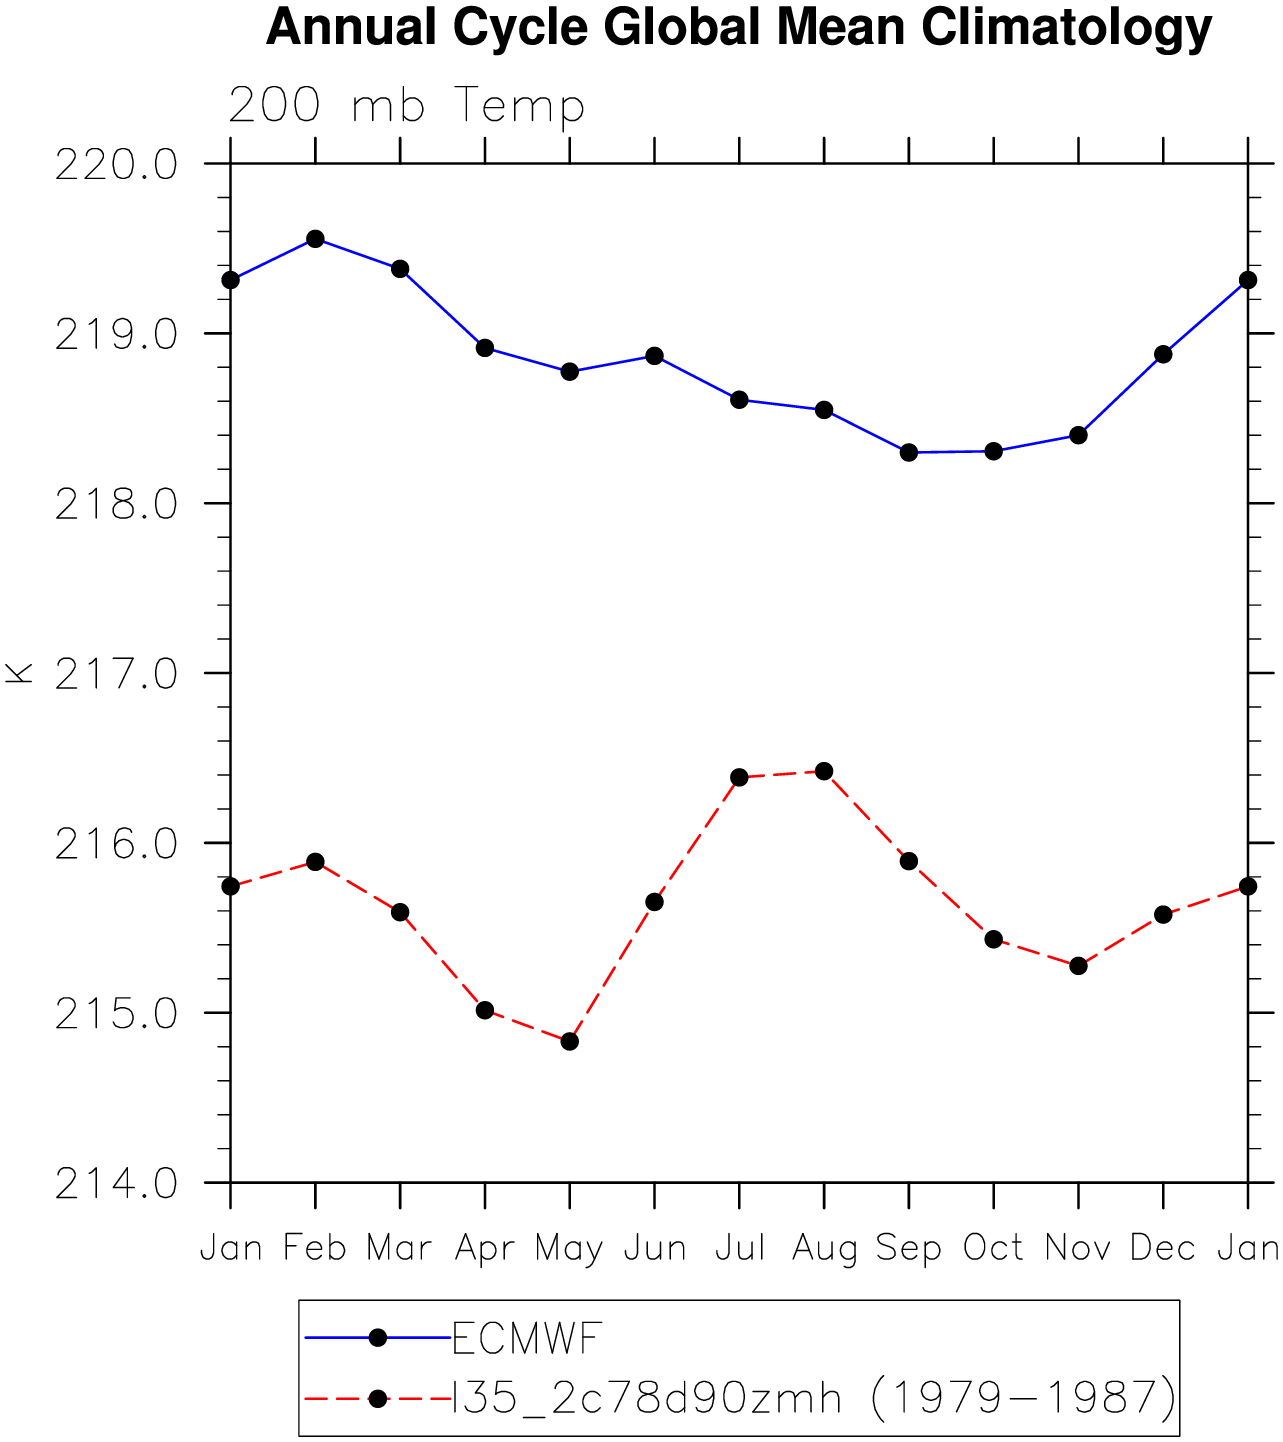 Annual Cycle Global Mean Climatology
200 mb Temp
220.0
219.0
218.0
217.0
216.0
215.0
214.0
K
Jan Feb Mar Apr May Jun Jul Aug Sep Oct Nov Dec Jan
ECMWF
I35_2c78d90zmh (1979-1987)